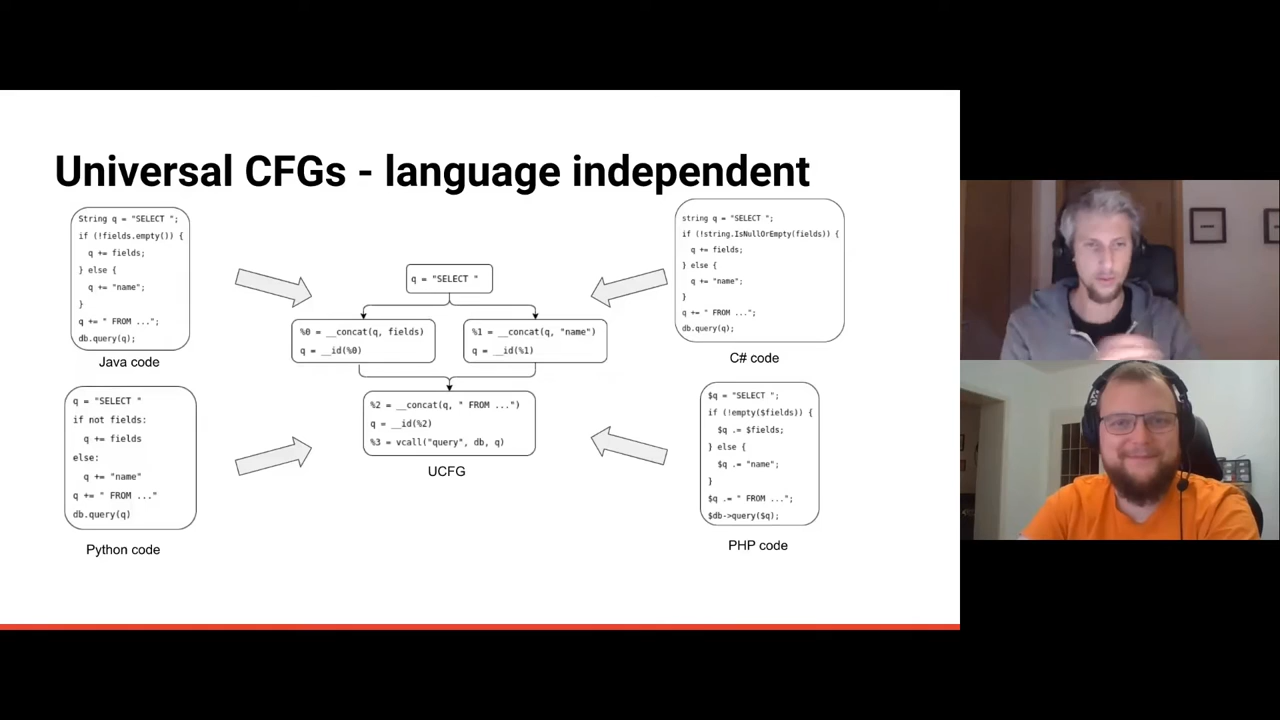 Universal CFGs - language independent
String q = "SELECT ";
if (!fields.empty()) {
q += fields;
} else {
q += "name";
}
q += " FROM ...";
db.query(q);
Java code
q = "SELECT "
if not fields:
q += fields
else:
q += "name"
q += " FROM ..."
db.query(q)
Python code
q = "SELECT "
%0 = __concat(q, fields)
q = __id(%0)
%1 = __concat(q, "name")
q = __id(%1)
%2 = __concat(q, " FROM ...")
q = __id(%2)
%3 = vcall("query", db, q)
UCFG
string q = "SELECT ";
if (!string.IsNullOrEmpty(fields)) {
q += fields;
} else {
q += "name";
}
q += " FROM ...";
db.query(q);
C# code
$q = "SELECT ";
if (!empty($fields)) {
$q .= $fields;
} else {
$q .= "name";
}
$q .= " FROM ...";
$db->query($q);
PHP code